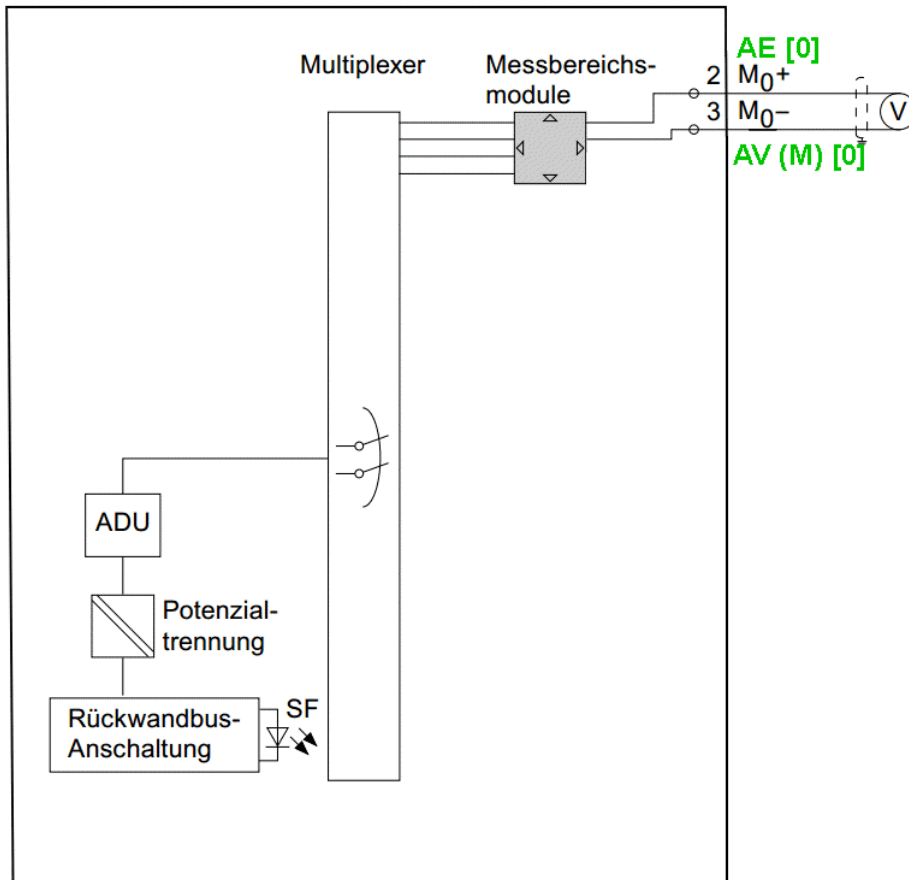 AE [0]
Multiplexer
Messbereichs-
module
2
M0+
3
M0−
V
AV (M) [0]
ADU
Potenzial-
trennung
SF
Rückwandbus-
Anschaltung